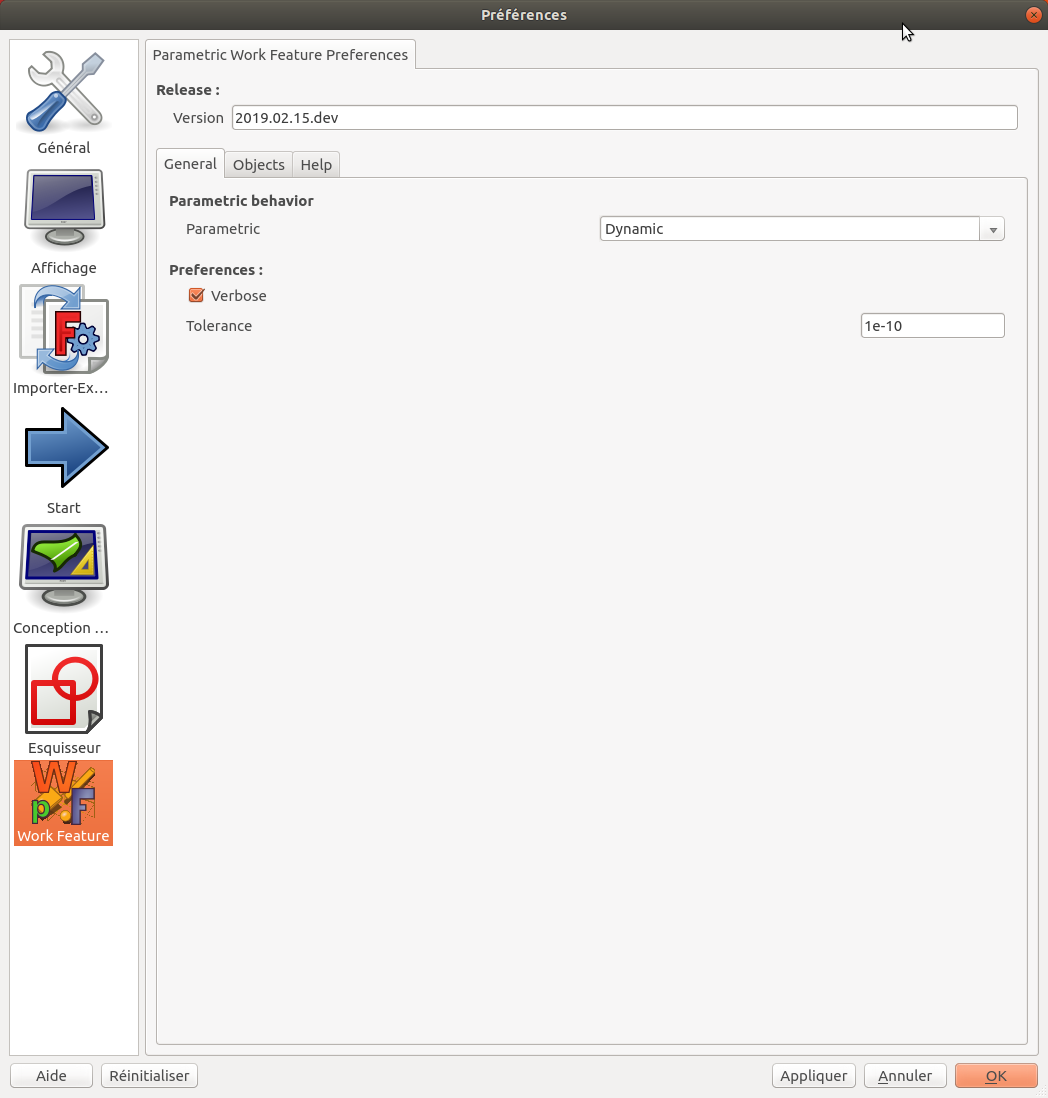 Préférences
Général
Affichage
Importer-Ex...
Start
Conception ...
Esquisseur
W
p F
Work Feature
Parametric Work Feature Preferences
Release :
Version 2019.02.15.dev
General Objects Help
Parametric behavior
Parametric Dynamic
Preferences :
Verbose
Tolerance 1e-10
Aide Réinitialiser Appliquer Annuler OK